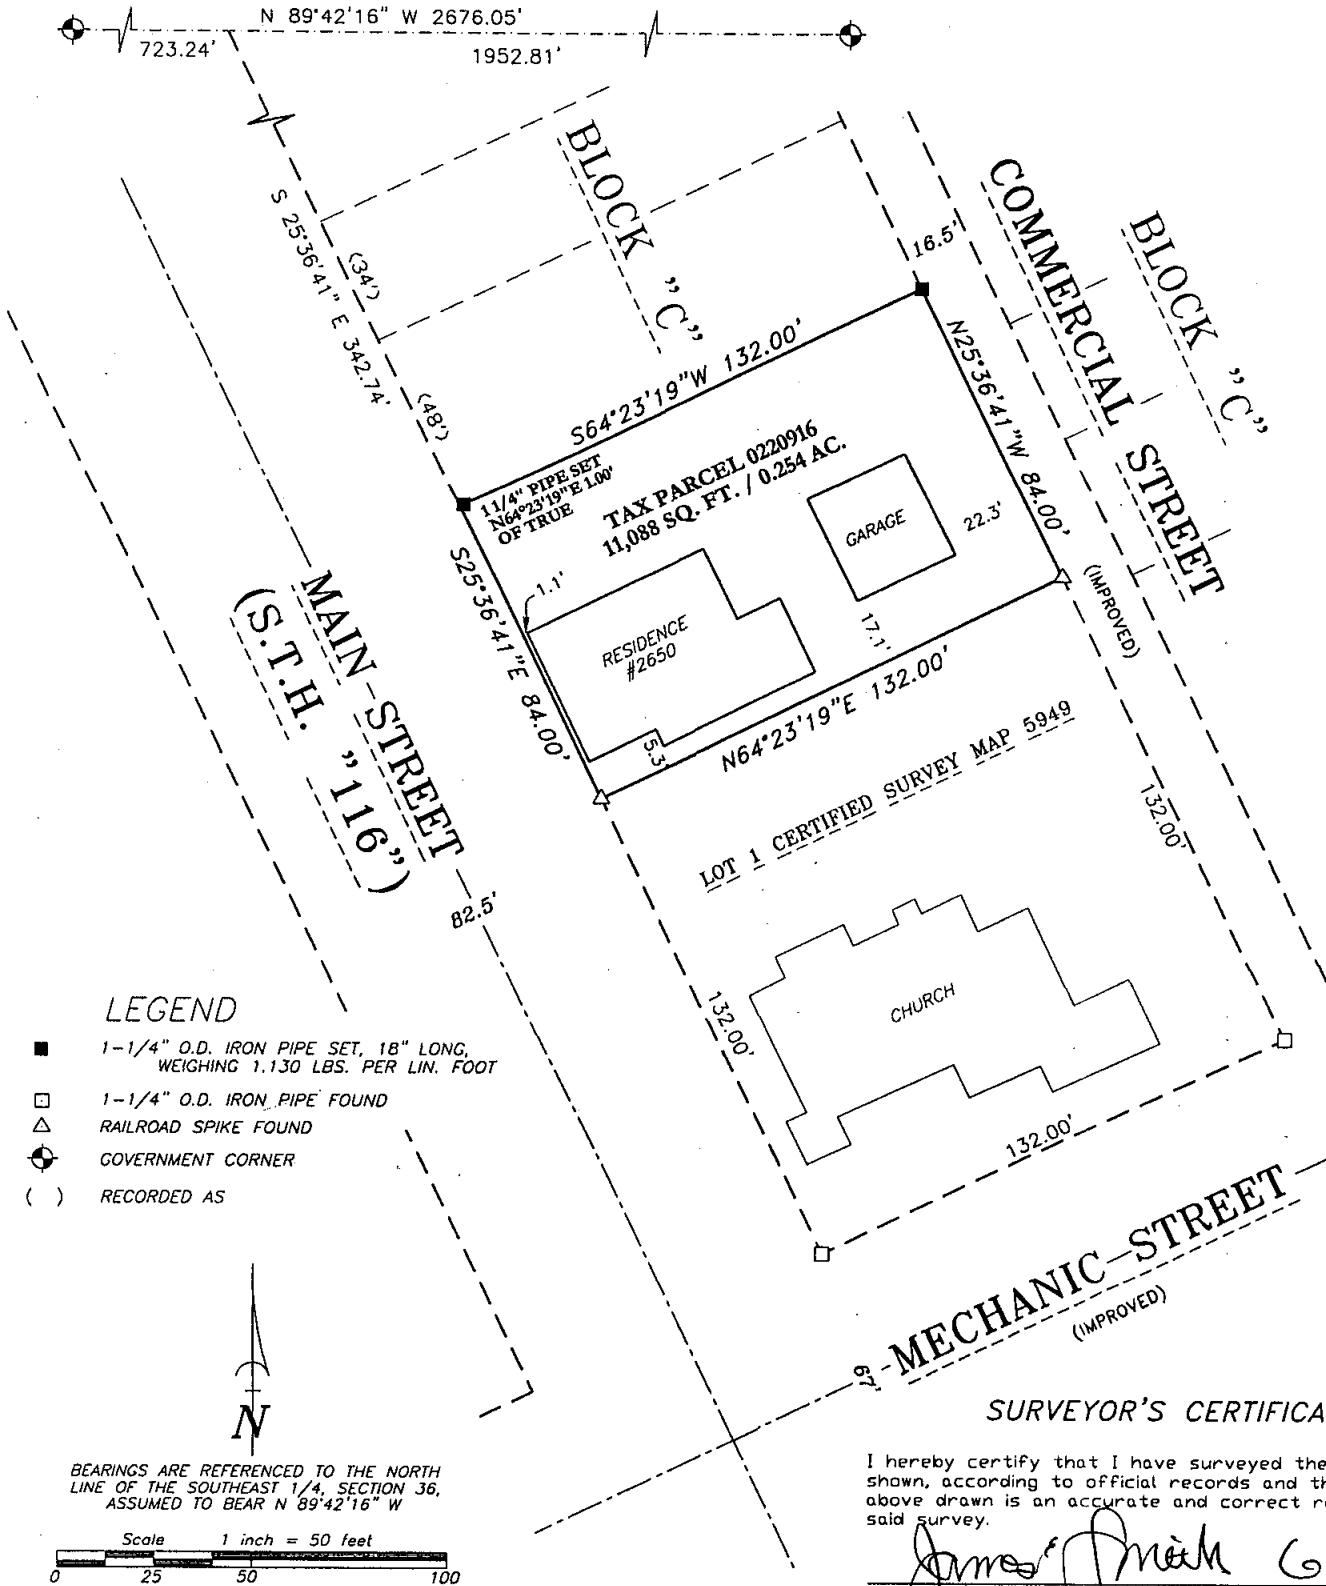 N 89°42'16" W 2676.05'
723.24'
1952.81'
S 25°36'41" E 342.74'
(34')
(48')
BLOCK "C"
16.5'
COMMERCIAL STREET
(IMPROVED)
BLOCK "C"
S64°23'19"W 132.00'
N25°36'41"W 84.00'
1 1/4" PIPE SET
N64°23'19"E 1.00'
OF TRUE
TAX PARCEL 0220916
11,088 SQ. FT. / 0.254 AC.
GARAGE
22.3'
17.1'
1.1'
RESIDENCE
#2650
5.3'
S25°36'41"E 84.00'
N64°23'19"E 132.00'
MAIN STREET
(S.T.H. "116")
82.5'
LOT 1 CERTIFIED SURVEY MAP 5949
132.00'
132.00'
CHURCH
132.00'
MECHANIC STREET
(IMPROVED)
67'
LEGEND
1-1/4" O.D. IRON PIPE SET, 18" LONG,
WEIGHING 1.130 LBS. PER LIN. FOOT
1-1/4" O.D. IRON PIPE FOUND
RAILROAD SPIKE FOUND
GOVERNMENT CORNER
( ) RECORDED AS
N
BEARINGS ARE REFERENCED TO THE NORTH
LINE OF THE SOUTHEAST 1/4, SECTION 36,
ASSUMED TO BEAR N 89°42'16" W
Scale 1 inch = 50 feet
0 25 50 100
SURVEYOR'S CERTIFICA
I hereby certify that I have surveyed the
shown, according to official records and th
above drawn is an accurate and correct r
said survey.